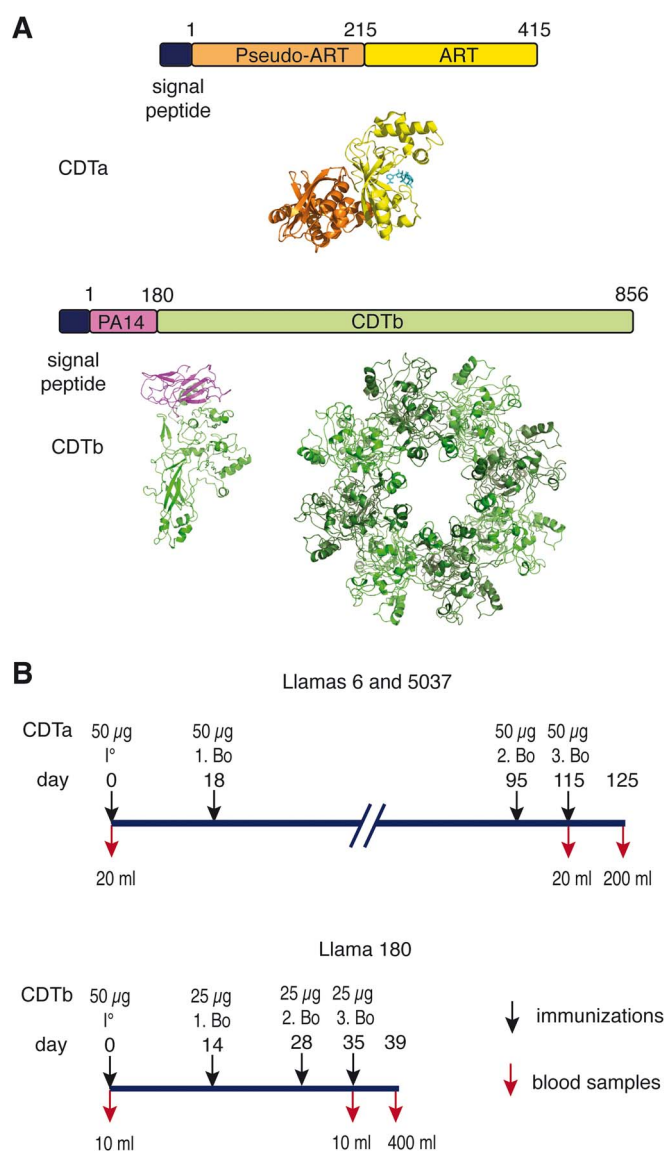 A
1 215 415
Pseudo-ART ART
signal
peptide
CDTa
1 180 856
PA14 CDTb
signal
peptide
CDTb
B
Llamas 6 and 5037
CDTa 50 µg 50 µg 50 µg 50 µg
I° 1. Bo 2. Bo 3. Bo
day 0 18 95 115 125
20 ml 20 ml 200 ml
Llama 180
CDTb 50 µg 25 µg 25 µg 25 µg
I° 1. Bo 2. Bo 3. Bo
day 0 14 28 35 39
10 ml 10 ml 400 ml
immunizations
blood samples